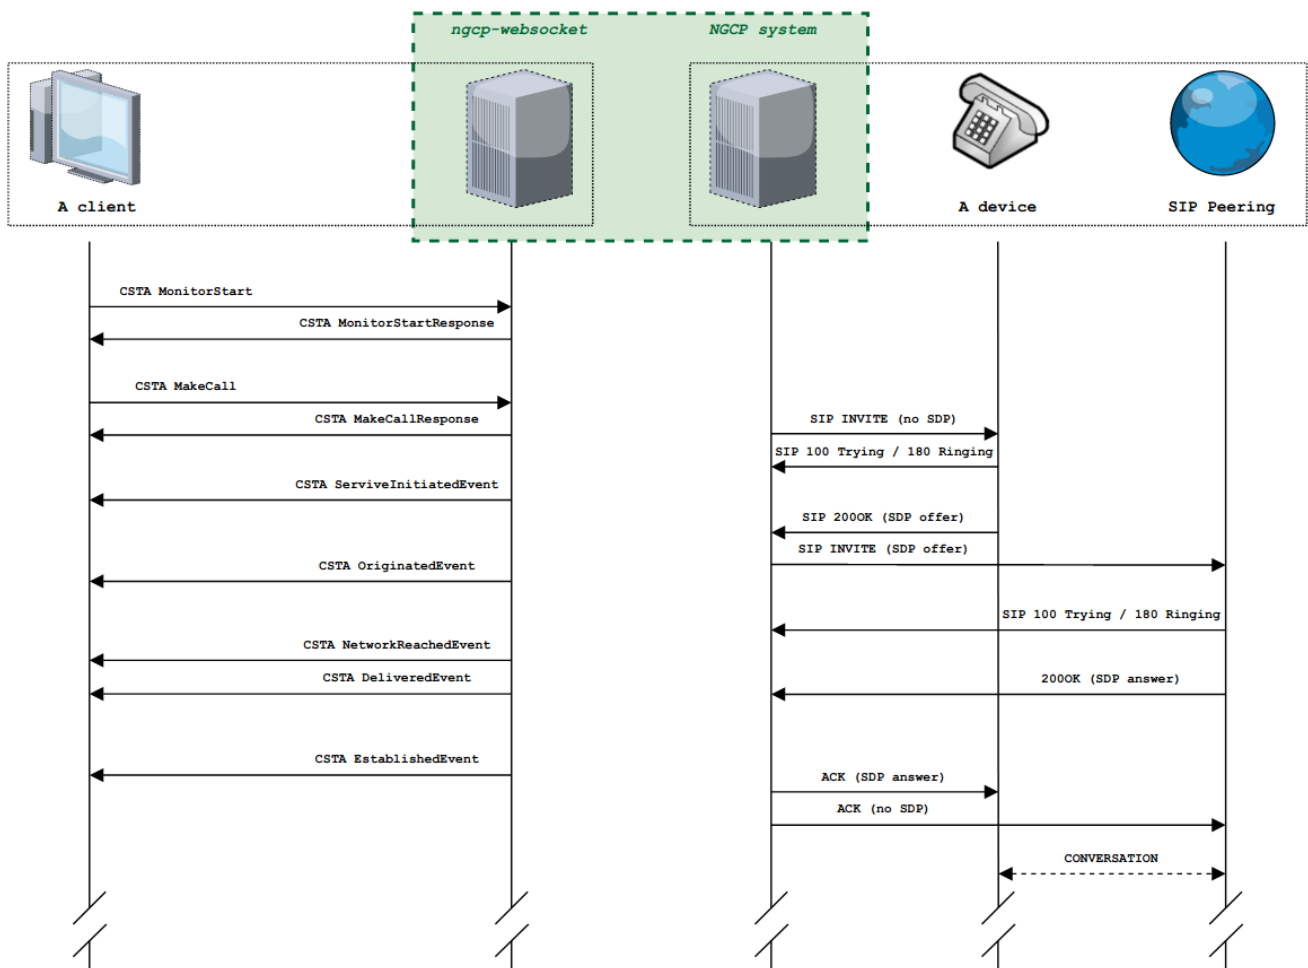 ngcp-websocket
NGCP system
A client
A device
SIP Peering
CSTA MonitorStart
CSTA MonitorStartResponse
CSTA MakeCall
CSTA MakeCallResponse
SIP INVITE (no SDP)
SIP 100 Trying / 180 Ringing
CSTA ServiveInitiatedEvent
SIP 200OK (SDP offer)
SIP INVITE (SDP offer)
CSTA OriginatedEvent
SIP 100 Trying / 180 Ringing
CSTA NetworkReachedEvent
CSTA DeliveredEvent
200OK (SDP answer)
CSTA EstablishedEvent
ACK (SDP answer)
ACK (no SDP)
CONVERSATION